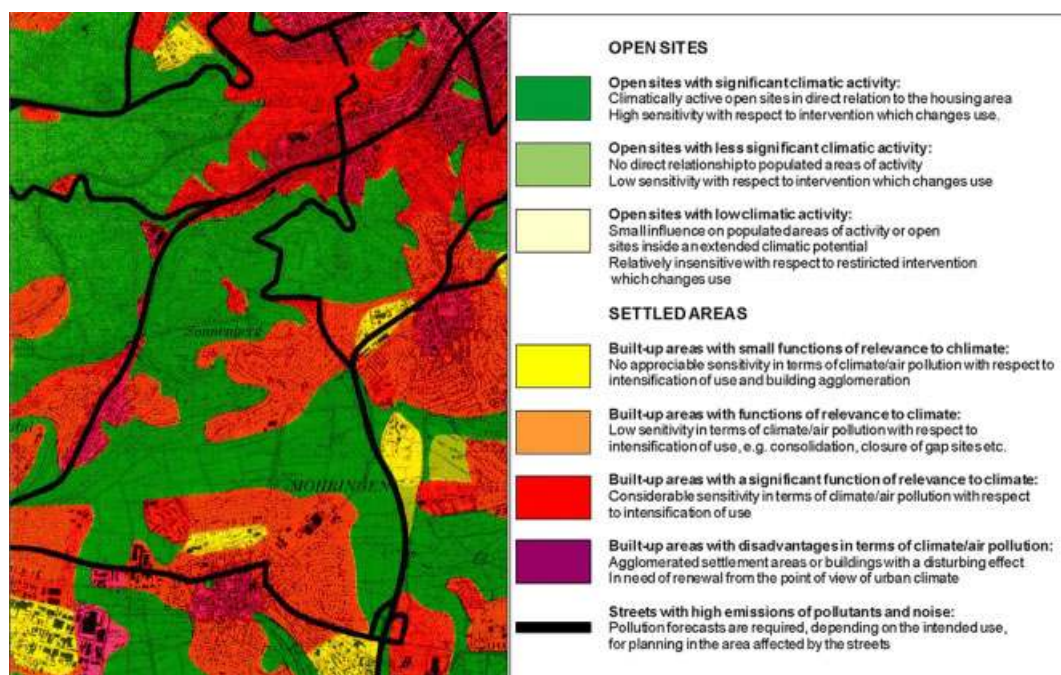 OPEN SITES
Open sites with significant climatic activity:
Climatically active open sites in direct relation to the housing area
High sensitivity with respect to intervention which changes use.
Open sites with less significant climatic activity:
No direct relationship to populated areas of activity
Low sensitivity with respect to intervention which changes use
Open sites with low climatic activity:
Small influence on populated areas of activity or open
sites inside an extended climatic potential
Relatively insensitive with respect to restiricted intervention
which changes use
SETTLED AREAS
Built-up areas with small functions of relevance to chlimate:
No appreciable sensitivity in terms of climate/air pollution with respect to
intensification of use and building agglomeration
Built-up areas with functions of relevance to climate:
Low sensitivity in terms of climate/air pollution with respect to
intensification of use, e.g. consolidation, closure of gap sites etc.
Built-up areas with a significant function of relevance to climate:
Considerable sensitivity in terms of climate/air pollution with respect
to intensification of use
Built-up areas with disadvantages in terms of climate/air pollution:
Agglomerated settlement areas or buildings with a disturbing effect
In need of renewal from the point of view of urban climate
Streets with high emissions of pollutants and noise:
Pollution forecasts are required, depending on the intended use,
for planning in the area affected by the streets
Sonnenberg
MÖHRINGEN